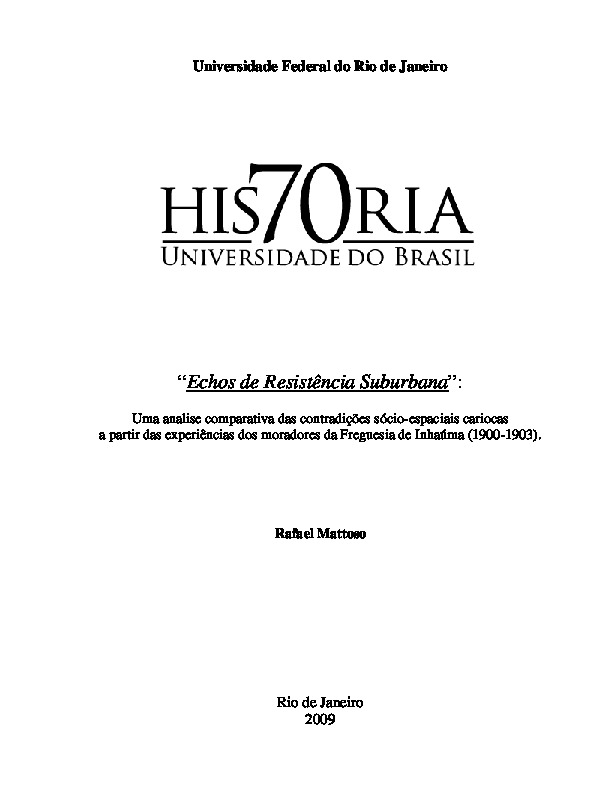 Universidade Federal do Rio de Janeiro
HIS70RIA
UNIVERSIDADE DO BRASIL
“Echos de Resistência Suburbana”:
Uma analise comparativa das contradições sócio-espaciais cariocas
a partir das experiências dos moradores da Freguesia de Inhaúma (1900-1903).
Rafael Mattoso
Rio de Janeiro
2009